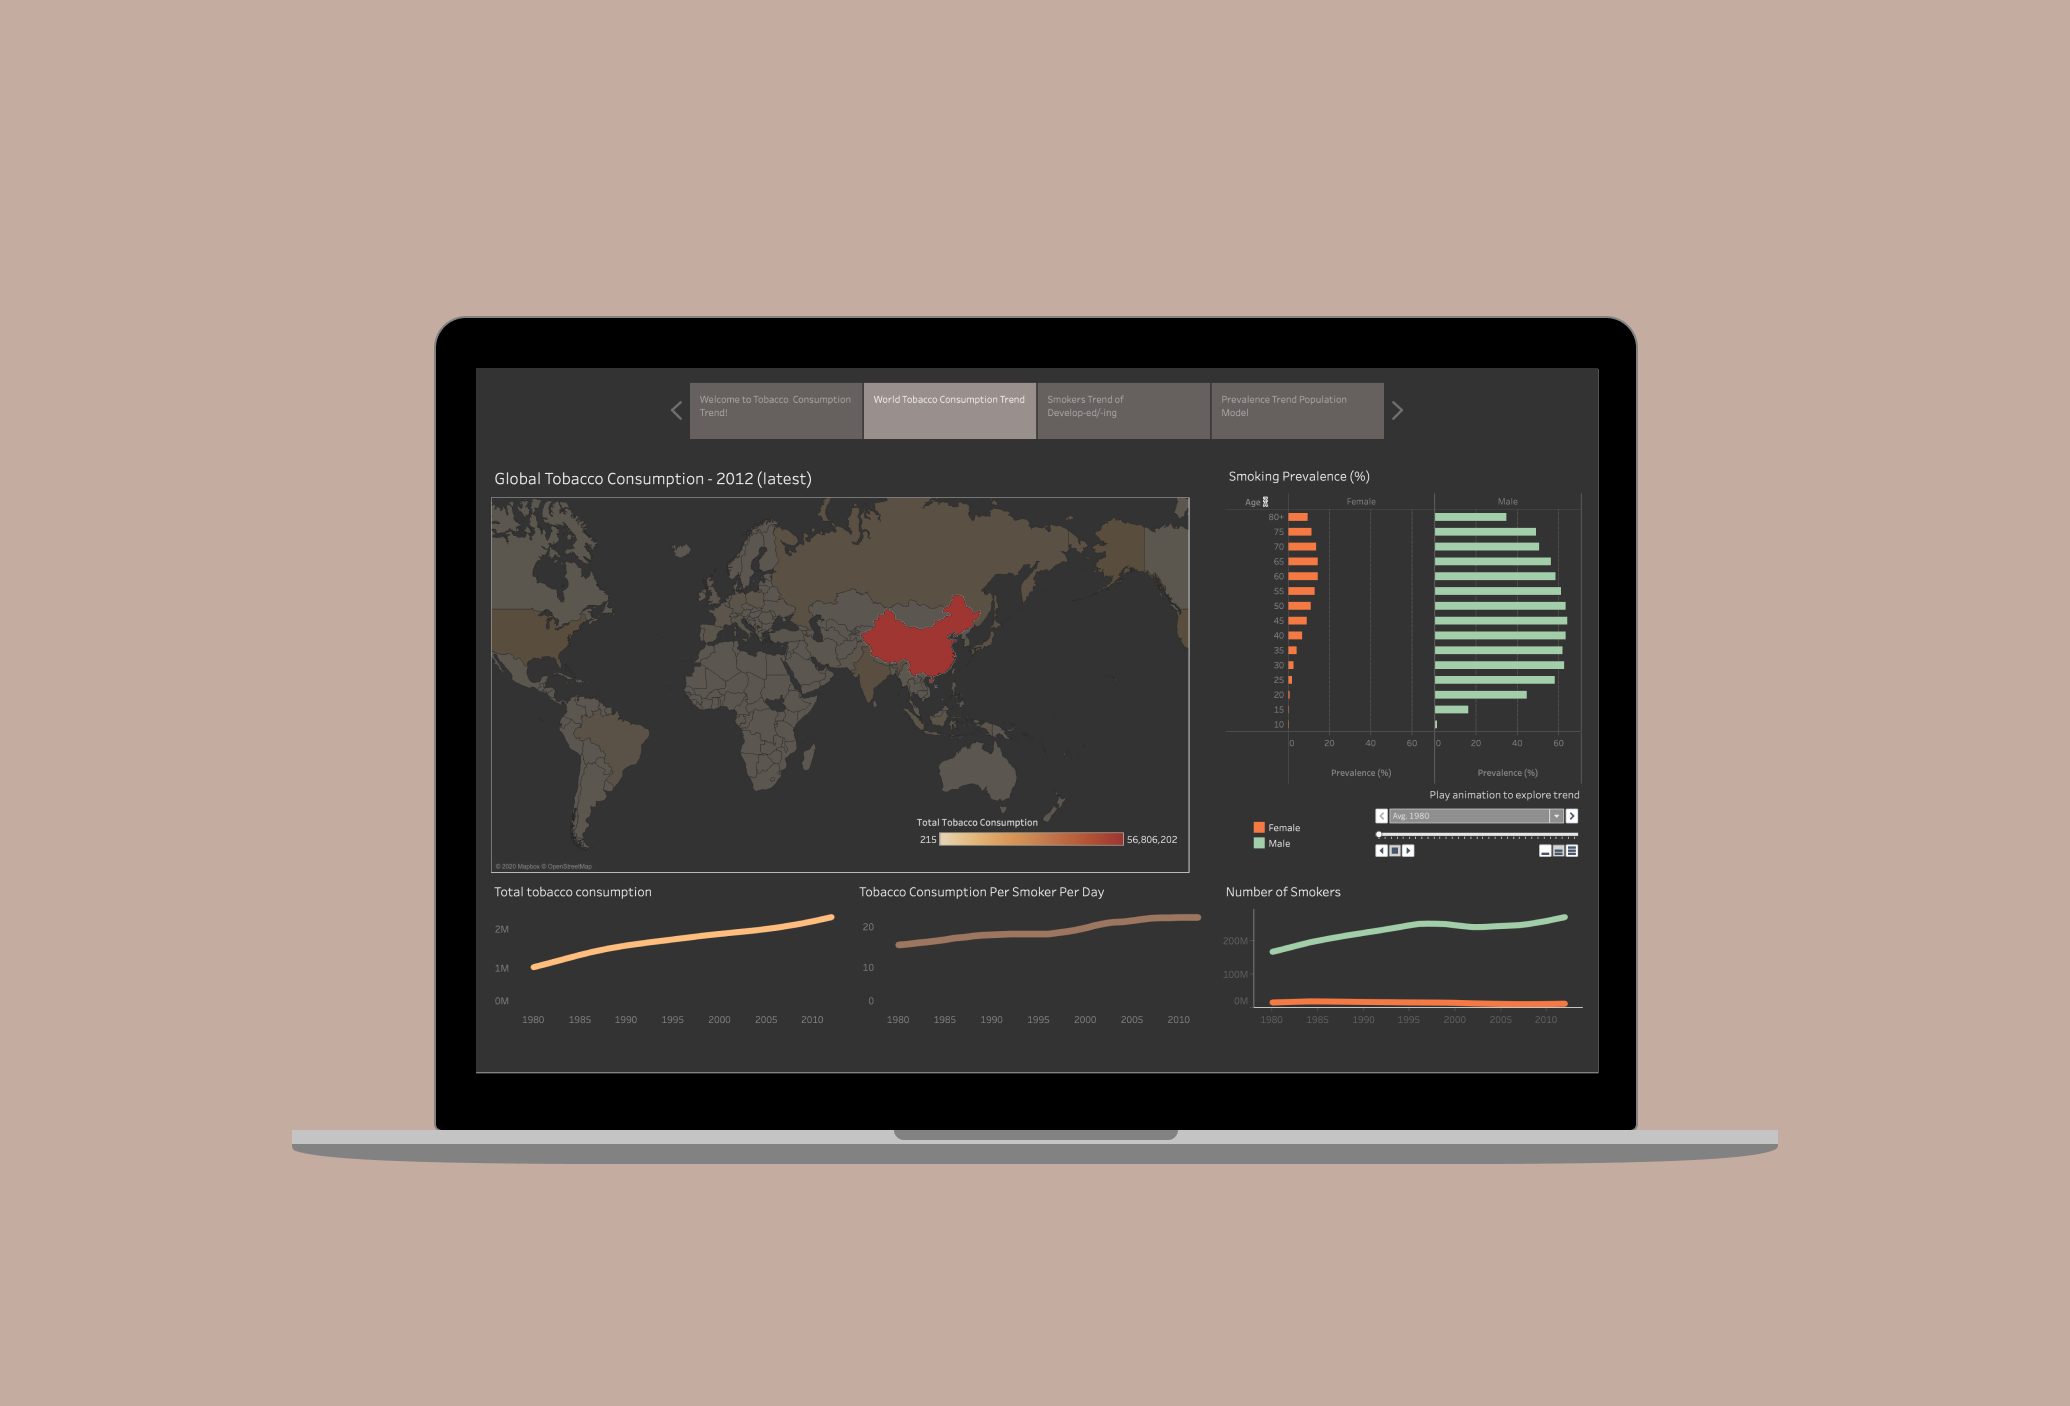 Welcome to Tobacco Consumption
Trend!
World Tobacco Consumption Trend
Smokers Trend of
Develop-ed/-ing
Prevalence Trend Population
Model
Global Tobacco Consumption - 2012 (latest)
Total Tobacco Consumption
215
56,806,202
© 2020 Mapbox © OpenStreetMap
Smoking Prevalence (%)
Age
Female
Male
80+
75
70
65
60
55
50
45
40
35
30
25
20
15
10
0 20 40 60
0 20 40 60
Prevalence (%)
Prevalence (%)
Play animation to explore trend
Avg. 1980
Female
Male
Total tobacco consumption
2M
1M
0M
1980 1985 1990 1995 2000 2005 2010
Tobacco Consumption Per Smoker Per Day
20
10
0
1980 1985 1990 1995 2000 2005 2010
Number of Smokers
200M
100M
0M
1980 1985 1990 1995 2000 2005 2010